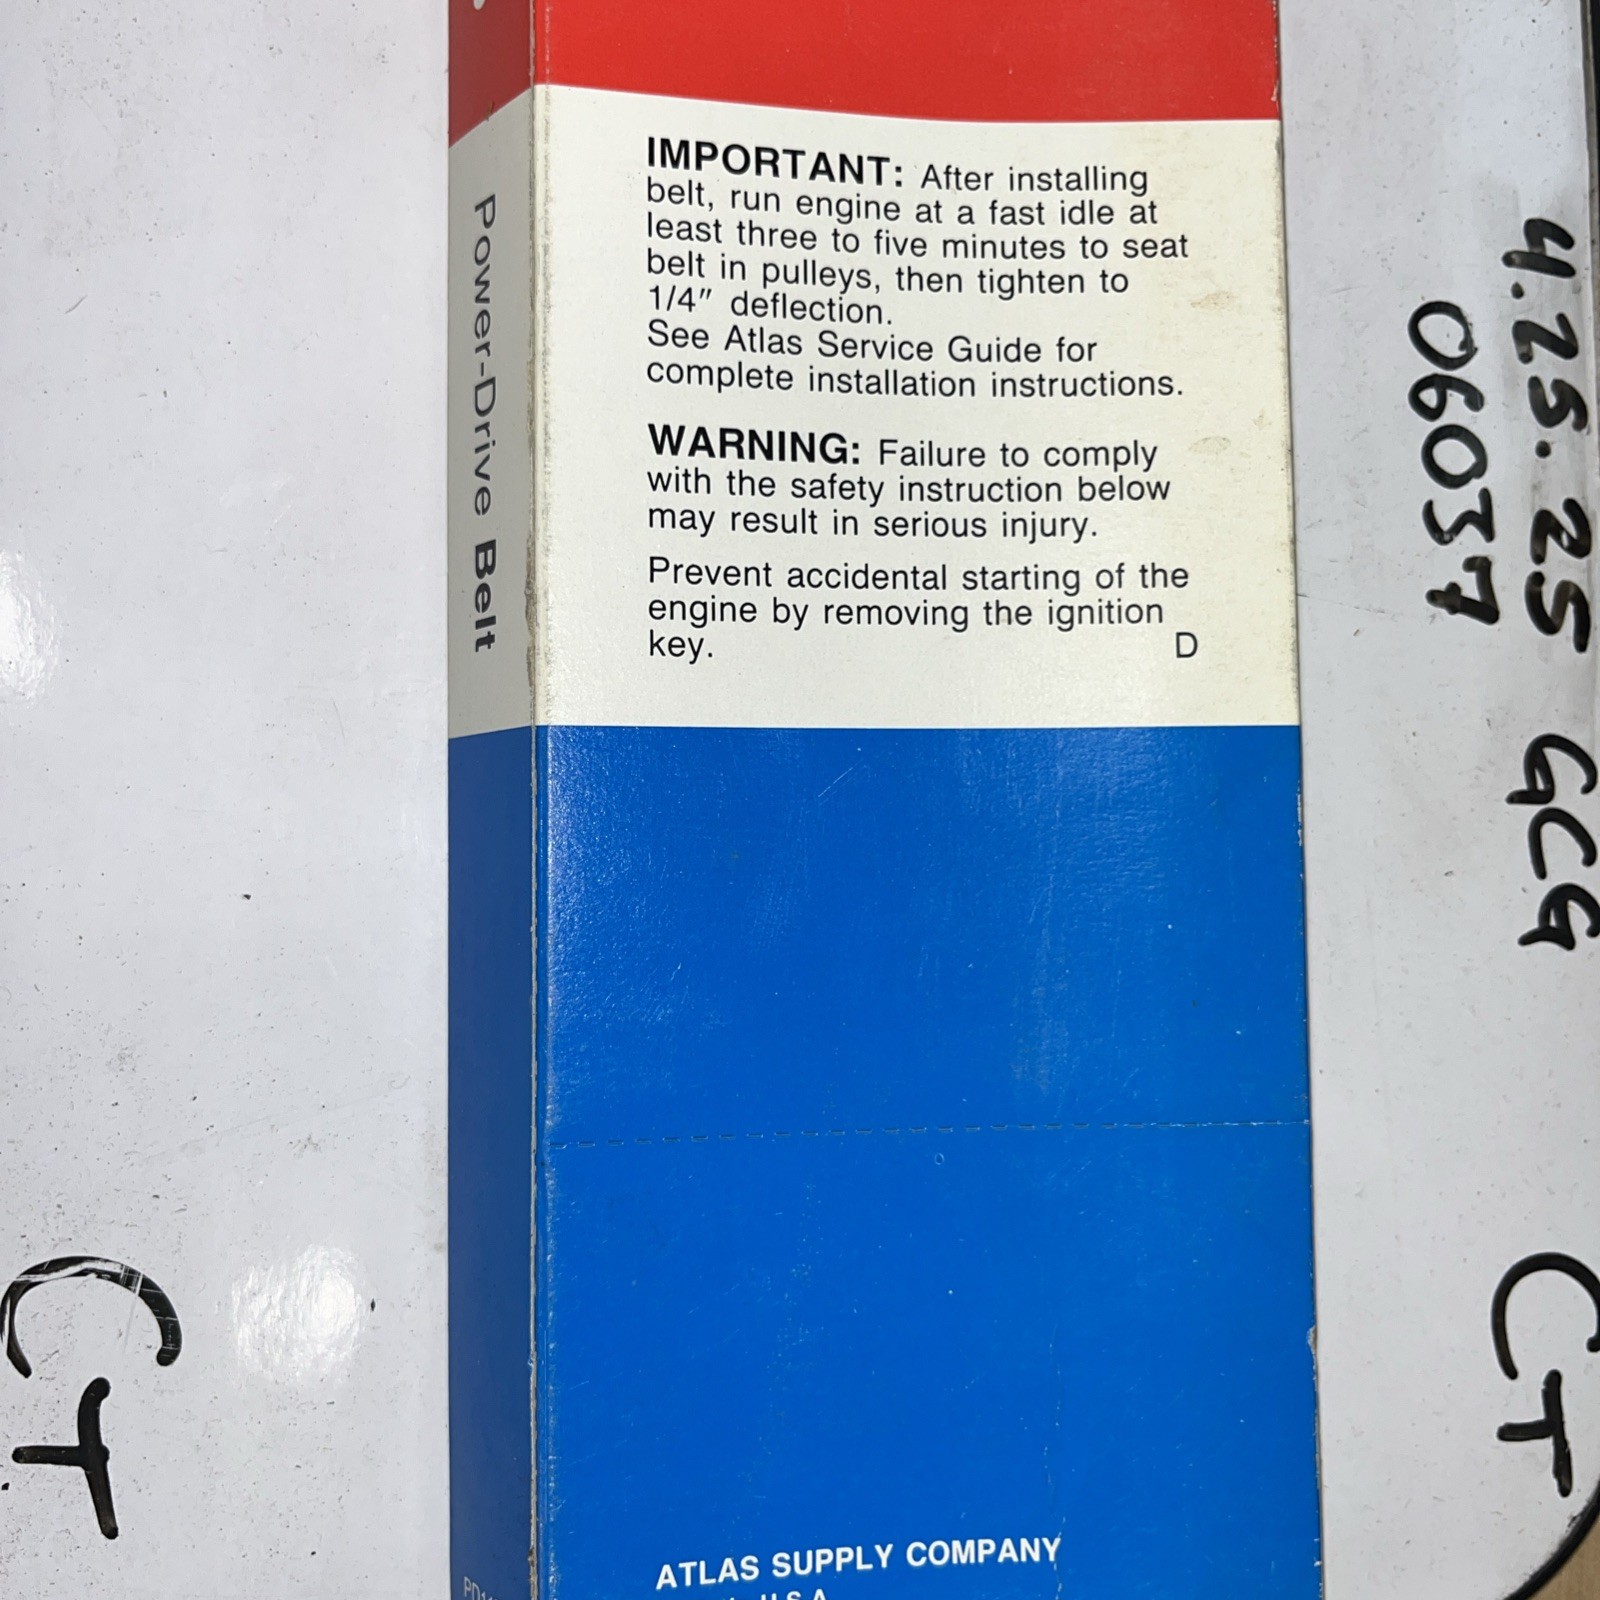 IMPORTANT: After installing
belt, run engine at a fast idle at
least three to five minutes to seat
belt in pulleys, then tighten to
1/4" deflection.
See Atlas Service Guide for
complete installation instructions.
WARNING: Failure to comply
with the safety instruction below
may result in serious injury.
Prevent accidental starting of the
engine by removing the ignition
key.
D
ATLAS SUPPLY COMPANY
U.S.A.
Power-Drive Belt
4.25.25 GCG
06037
CT
CT